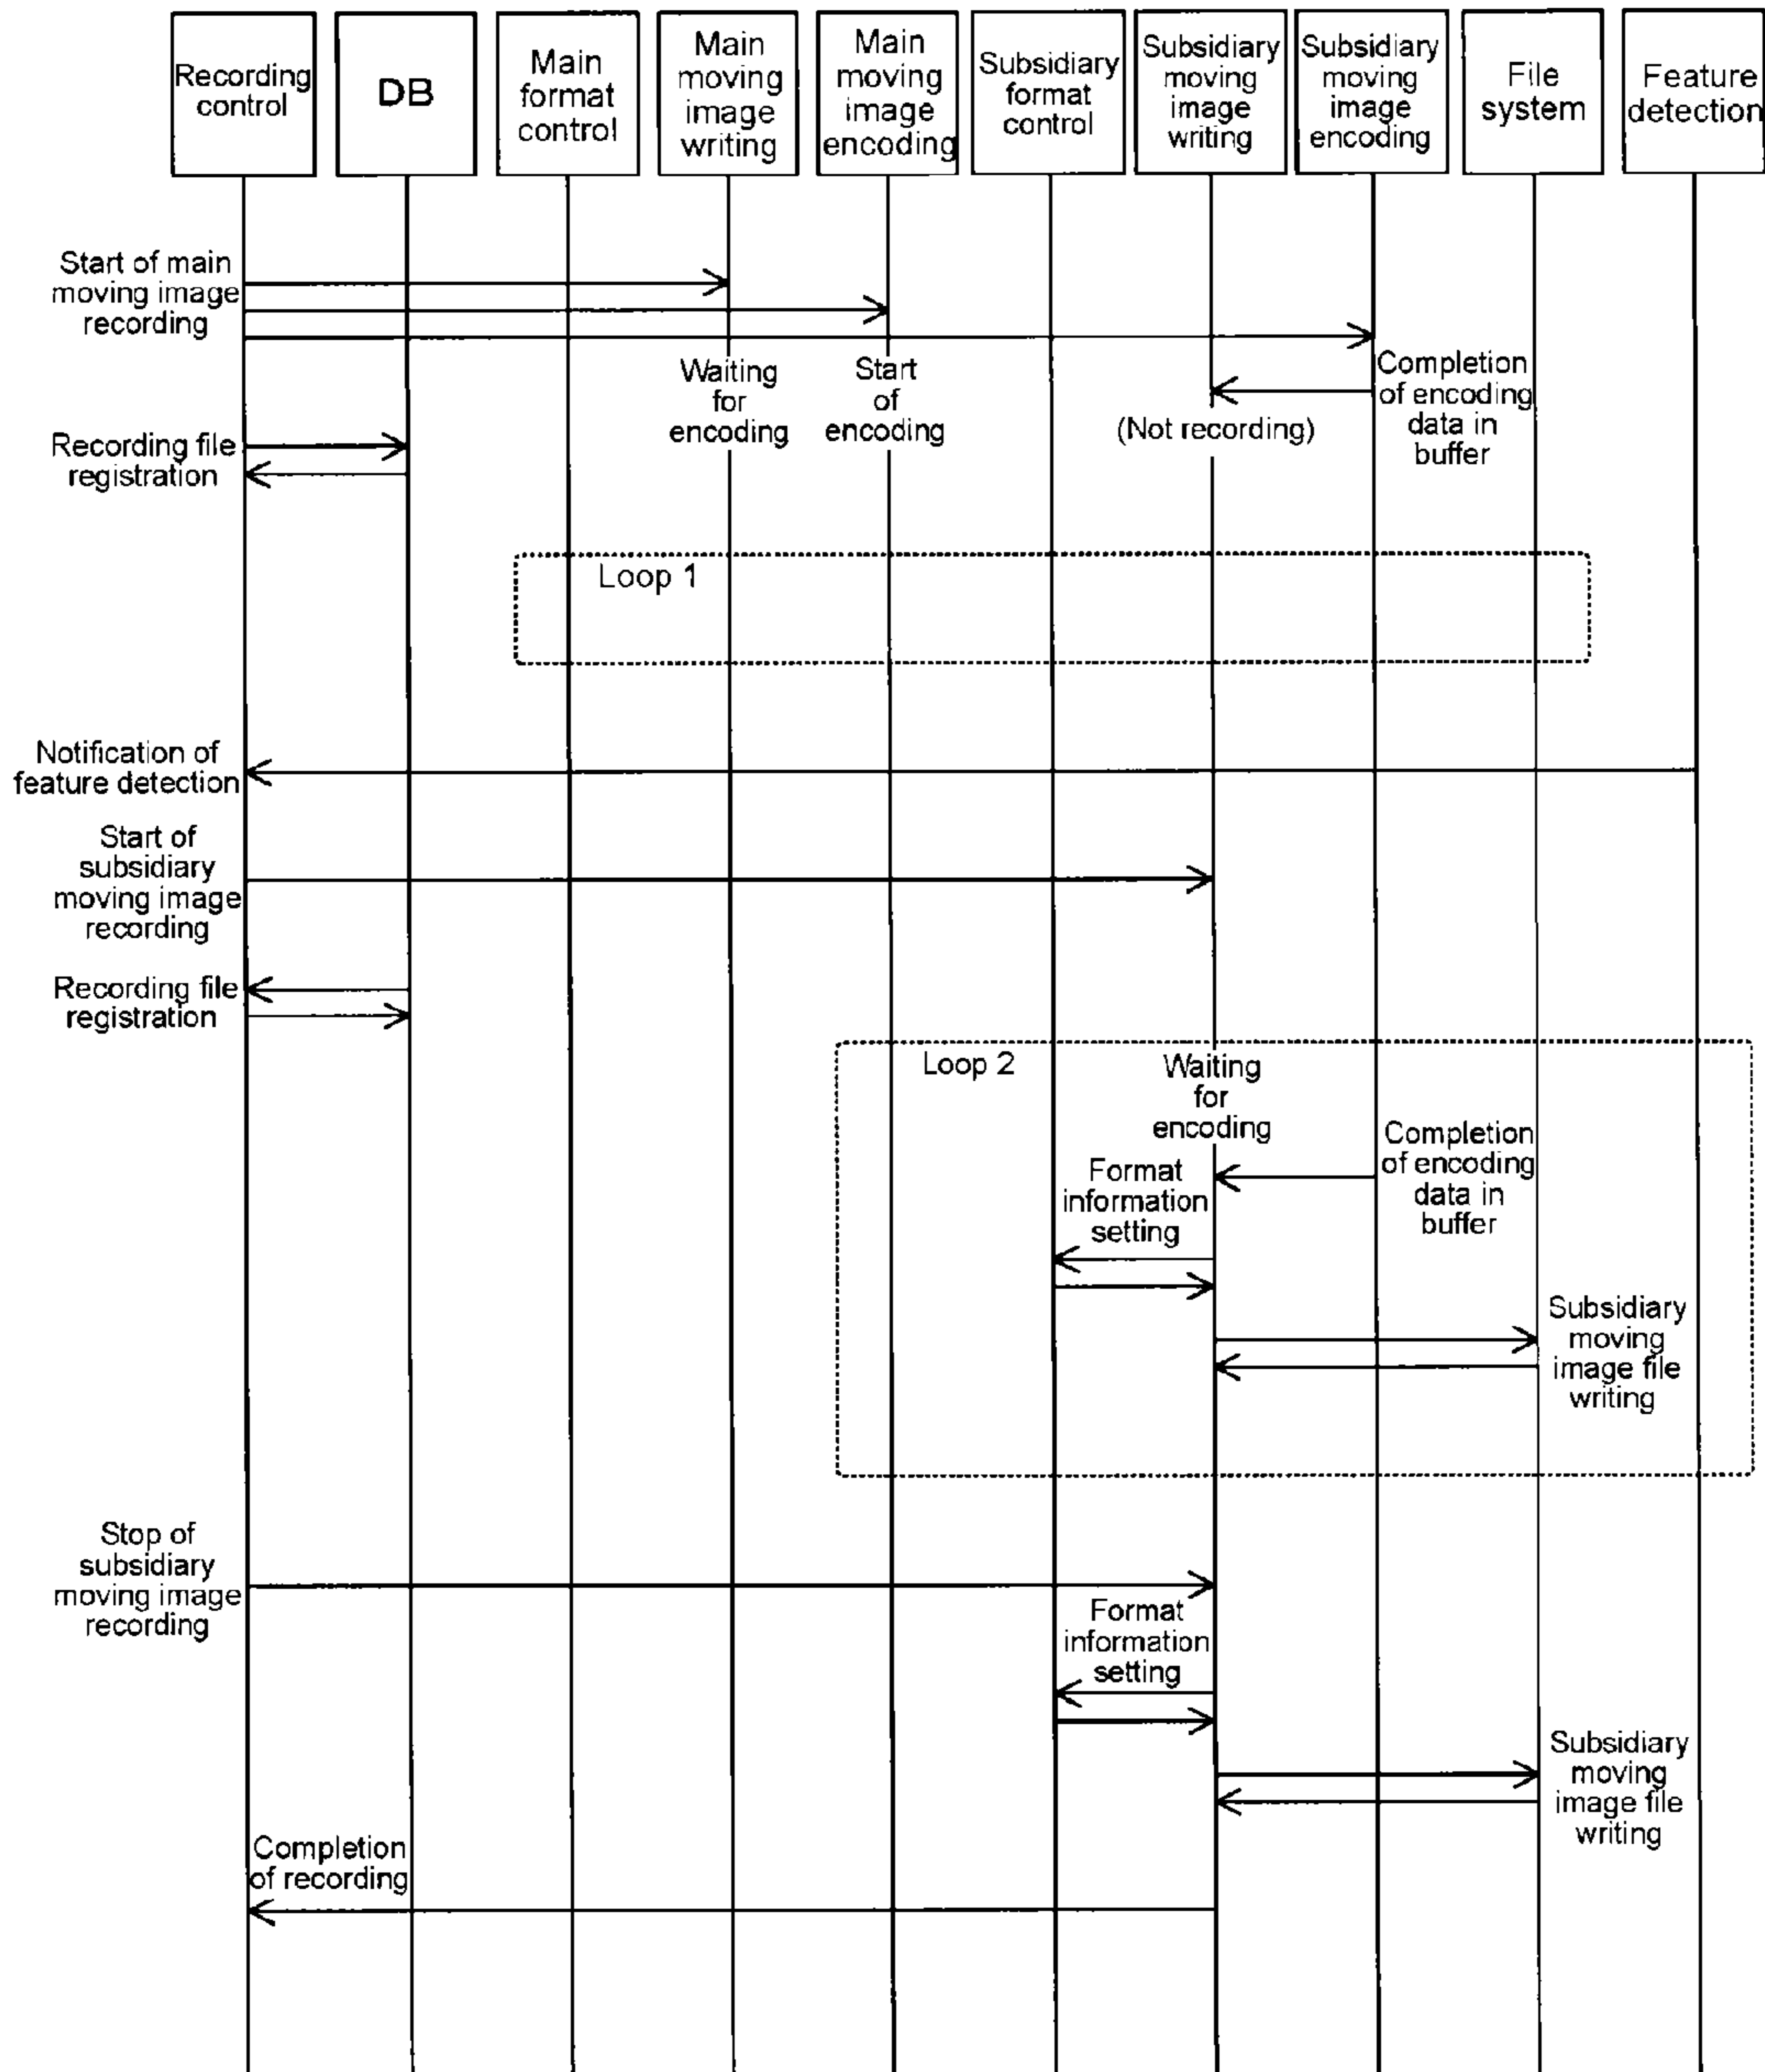 Recording
control
DB
Main
format
control
Main
moving
image
writing
Main
moving
image
encoding
Subsidiary
format
control
Subsidiary
moving
image
writing
Subsidiary
moving
image
encoding
File
system
Feature
detection
Start of main
moving image
recording
Waiting
for
encoding
Start
of
encoding
Completion
of encoding
data in
buffer
(Not recording)
Recording file
registration
Loop 1
Notification of
feature detection
Start of
subsidiary
moving image
recording
Recording file
registration
Loop 2
Waiting
for
encoding
Completion
of encoding
data in
buffer
Format
information
setting
Subsidiary
moving
image file
writing
Stop of
subsidiary
moving image
recording
Format
information
setting
Subsidiary
moving
image file
writing
Completion
of recording